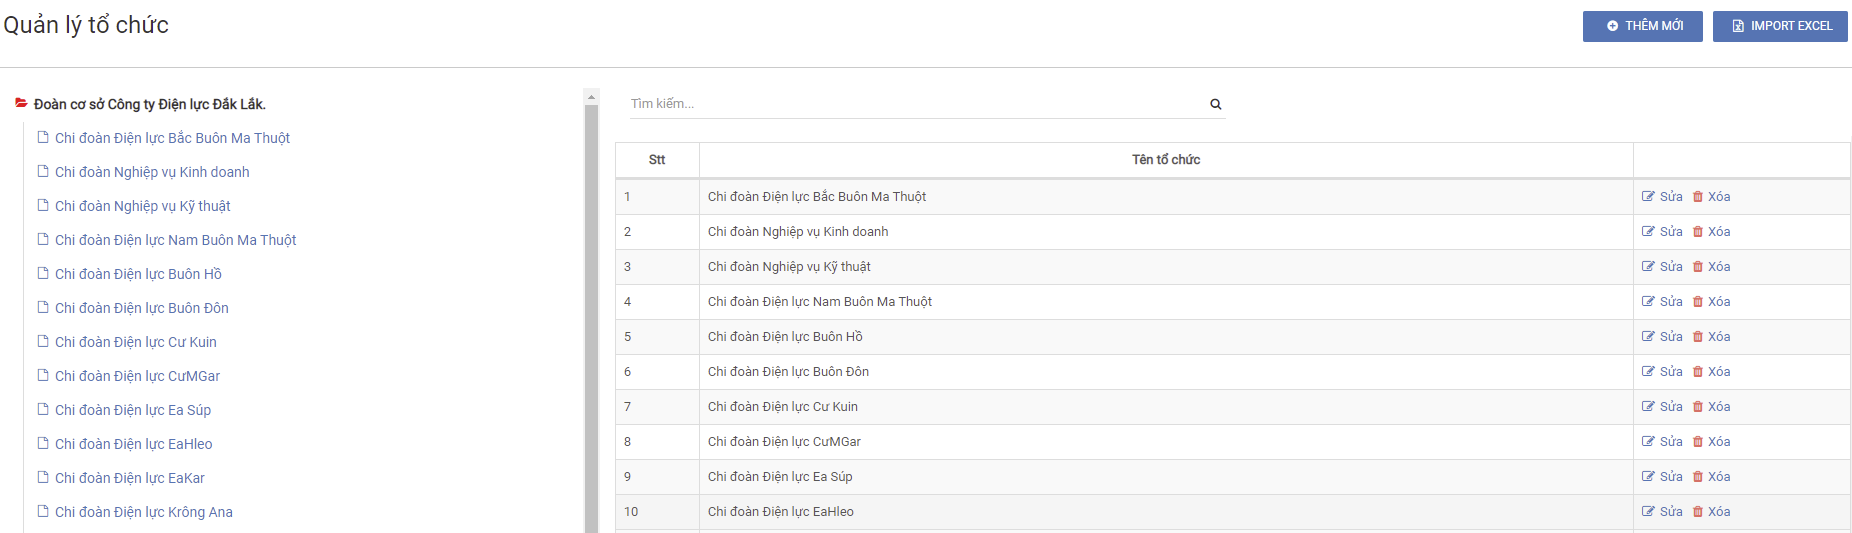 Quản lý tổ chức
THÊM MỚI
IMPORT EXCEL
Đoàn cơ sở Công ty Điện lực Đắk Lắk.
Chi đoàn Điện lực Bắc Buôn Ma Thuột
Chi đoàn Nghiệp vụ Kinh doanh
Chi đoàn Nghiệp vụ Kỹ thuật
Chi đoàn Điện lực Nam Buôn Ma Thuột
Chi đoàn Điện lực Buôn Hồ
Chi đoàn Điện lực Buôn Đôn
Chi đoàn Điện lực Cư Kuin
Chi đoàn Điện lực CưMGar
Chi đoàn Điện lực Ea Súp
Chi đoàn Điện lực EaHleo
Chi đoàn Điện lực EaKar
Chi đoàn Điện lực Krông Ana
Tìm kiếm...
Stt Tên tổ chức
1 Chi đoàn Điện lực Bắc Buôn Ma Thuột Sửa Xóa
2 Chi đoàn Nghiệp vụ Kinh doanh Sửa Xóa
3 Chi đoàn Nghiệp vụ Kỹ thuật Sửa Xóa
4 Chi đoàn Điện lực Nam Buôn Ma Thuột Sửa Xóa
5 Chi đoàn Điện lực Buôn Hồ Sửa Xóa
6 Chi đoàn Điện lực Buôn Đôn Sửa Xóa
7 Chi đoàn Điện lực Cư Kuin Sửa Xóa
8 Chi đoàn Điện lực CưMGar Sửa Xóa
9 Chi đoàn Điện lực Ea Súp Sửa Xóa
10 Chi đoàn Điện lực EaHleo Sửa Xóa